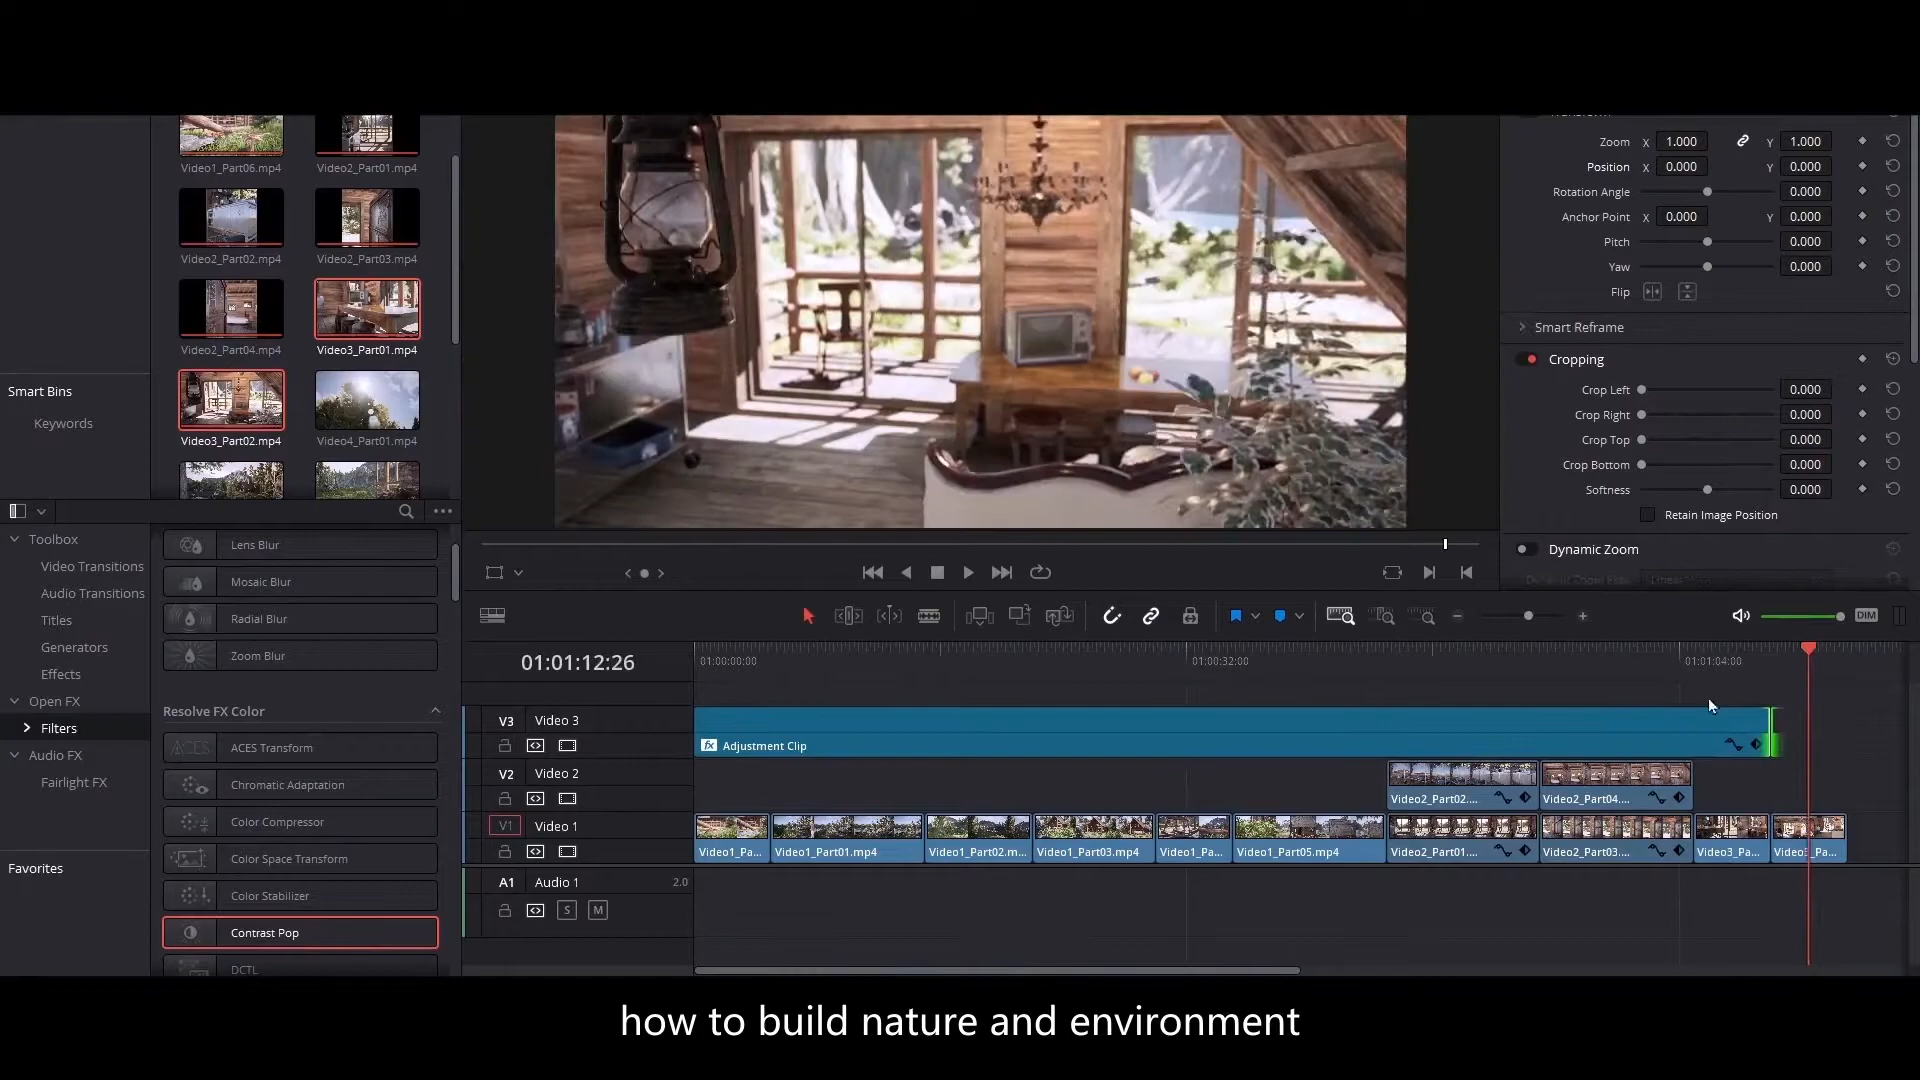 Video1_Part06.mp4
Video2_Part01.mp4
Video2_Part02.mp4
Video2_Part03.mp4
Video2_Part04.mp4
Video3_Part01.mp4
Video3_Part02.mp4
Video4_Part01.mp4
Smart Bins
Keywords
Toolbox
Video Transitions
Audio Transitions
Titles
Generators
Effects
Open FX
Filters
Audio FX
Fairlight FX
Favorites
Lens Blur
Mosaic Blur
Radial Blur
Zoom Blur
Resolve FX Color
ACES Transform
Chromatic Adaptation
Color Compressor
Color Space Transform
Color Stabilizer
Contrast Pop
DCTL
Zoom X 1.000 Y 1.000
Position X 0.000 Y 0.000
Rotation Angle 0.000
Anchor Point X 0.000 Y 0.000
Pitch 0.000
Yaw 0.000
Flip
Smart Reframe
Cropping
Crop Left 0.000
Crop Right 0.000
Crop Top 0.000
Crop Bottom 0.000
Softness 0.000
Retain Image Position
Dynamic Zoom
DIM
01:01:12:26
01:00:00:00 01:00:32:00 01:01:04:00
V3 Video 3
fx Adjustment Clip
V2 Video 2
Video2_Part02.... Video2_Part04....
V1 Video 1
Video1_Pa... Video1_Part01.mp4 Video1_Part02.m... Video1_Part03.mp4 Video1_Pa... Video1_Part05.mp4 Video2_Part01.... Video2_Part03.... Video3_Pa... Video3_Pa...
A1 Audio 1 2.0
S M
how to build nature and environment